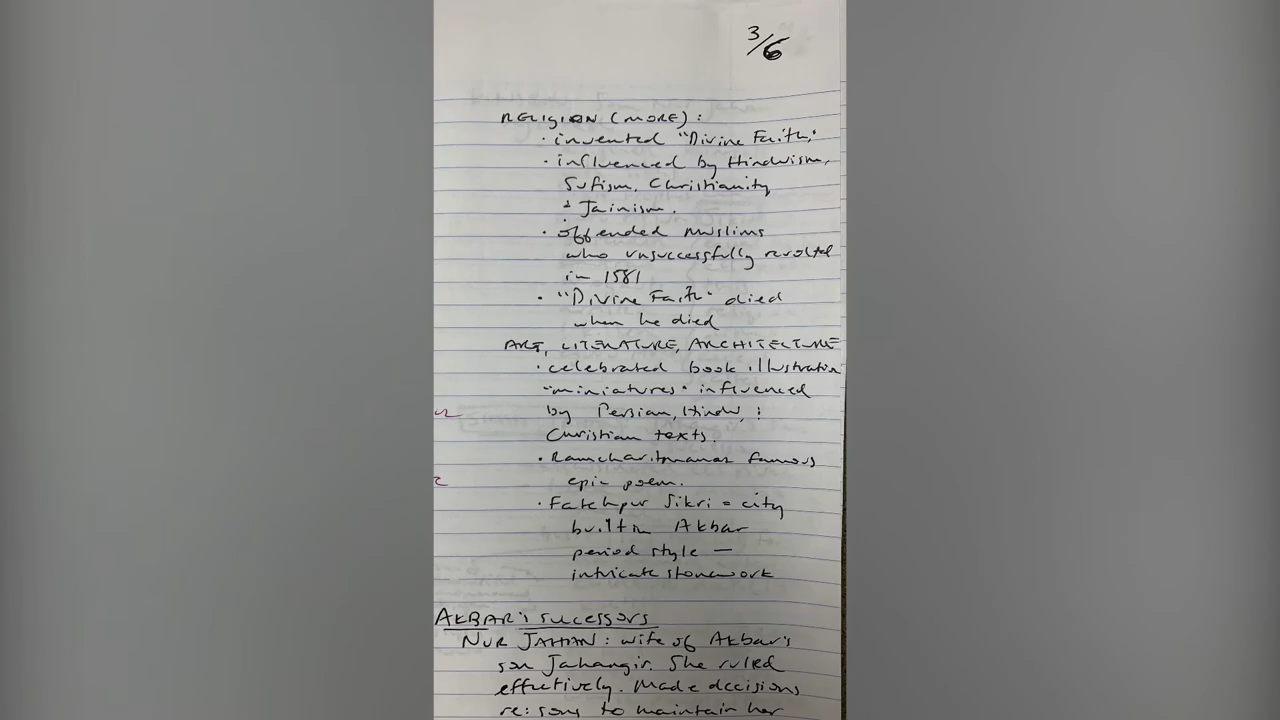 3/6
RELIGION (MORE):
· invented "Divine Faith,"
· influenced by Hinduism,
Sufism, Christianity
& Jainism.
· offended Muslims
who unsuccessfully revolted
in 1581
· "Divine Faith" died
when he died
ART, LITERATURE, ARCHITECTURE
· celebrated book illustration
"miniatures" influenced
by Persian, Hindu, &
Christian texts.
· Ramcharitmanas famous
epic poem.
· Fatehpur Sikri = city
built in Akbar
period style —
intricate stonework
AKBAR's SUCESSORS
NUR JAHAN: wife of Akbar's
son Jahangir. She ruled
effectively. Made decisions
re: sons to maintain her